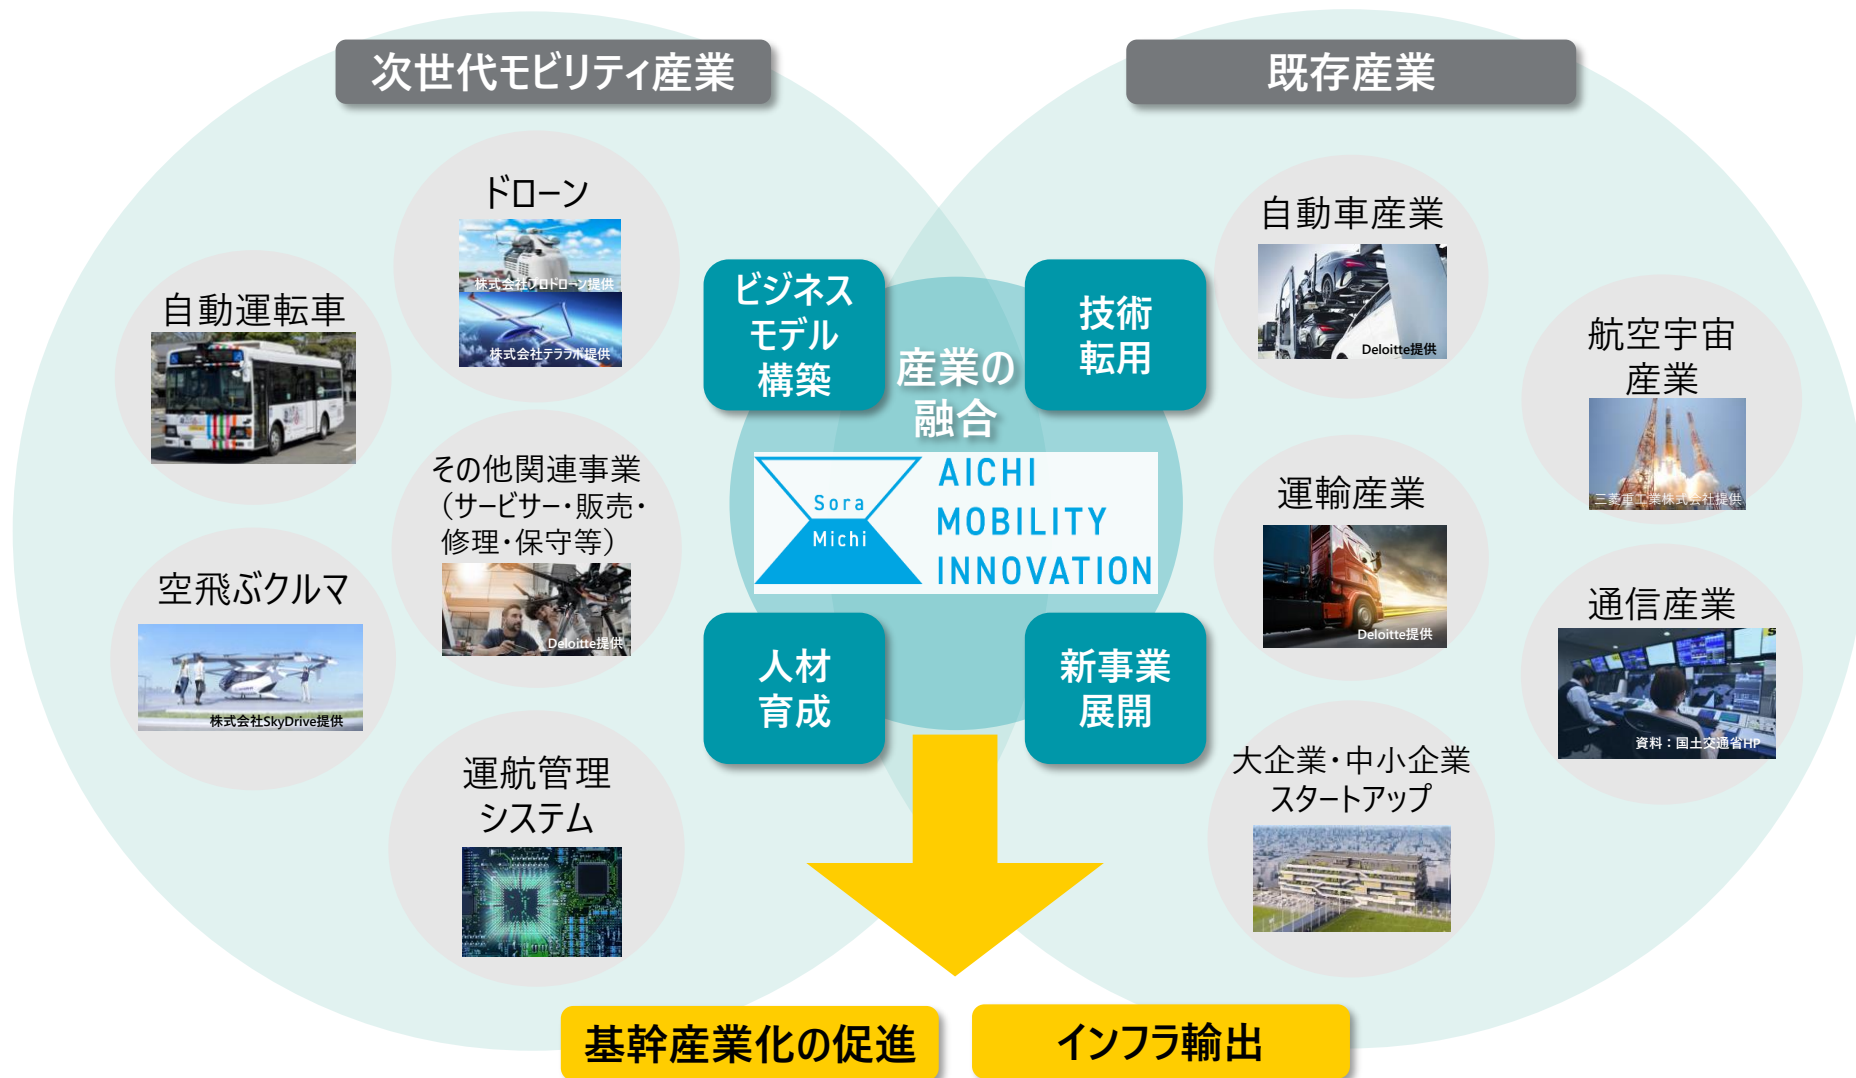 次世代モビリティ産業
既存産業
ドローン
株式会社プロドローン提供
株式会社テララボ提供
自動運転車
その他関連事業
（サービサー・販売・
修理・保守等）
Deloitte提供
空飛ぶクルマ
株式会社SkyDrive提供
運航管理
システム
ビジネス
モデル
構築
技術
転用
産業の
融合
Sora
Michi
AICHI
MOBILITY
INNOVATION
人材
育成
新事業
展開
自動車産業
Deloitte提供
航空宇宙
産業
三菱重工業株式会社提供
運輸産業
Deloitte提供
通信産業
資料：国土交通省HP
大企業・中小企業
スタートアップ
基幹産業化の促進
インフラ輸出